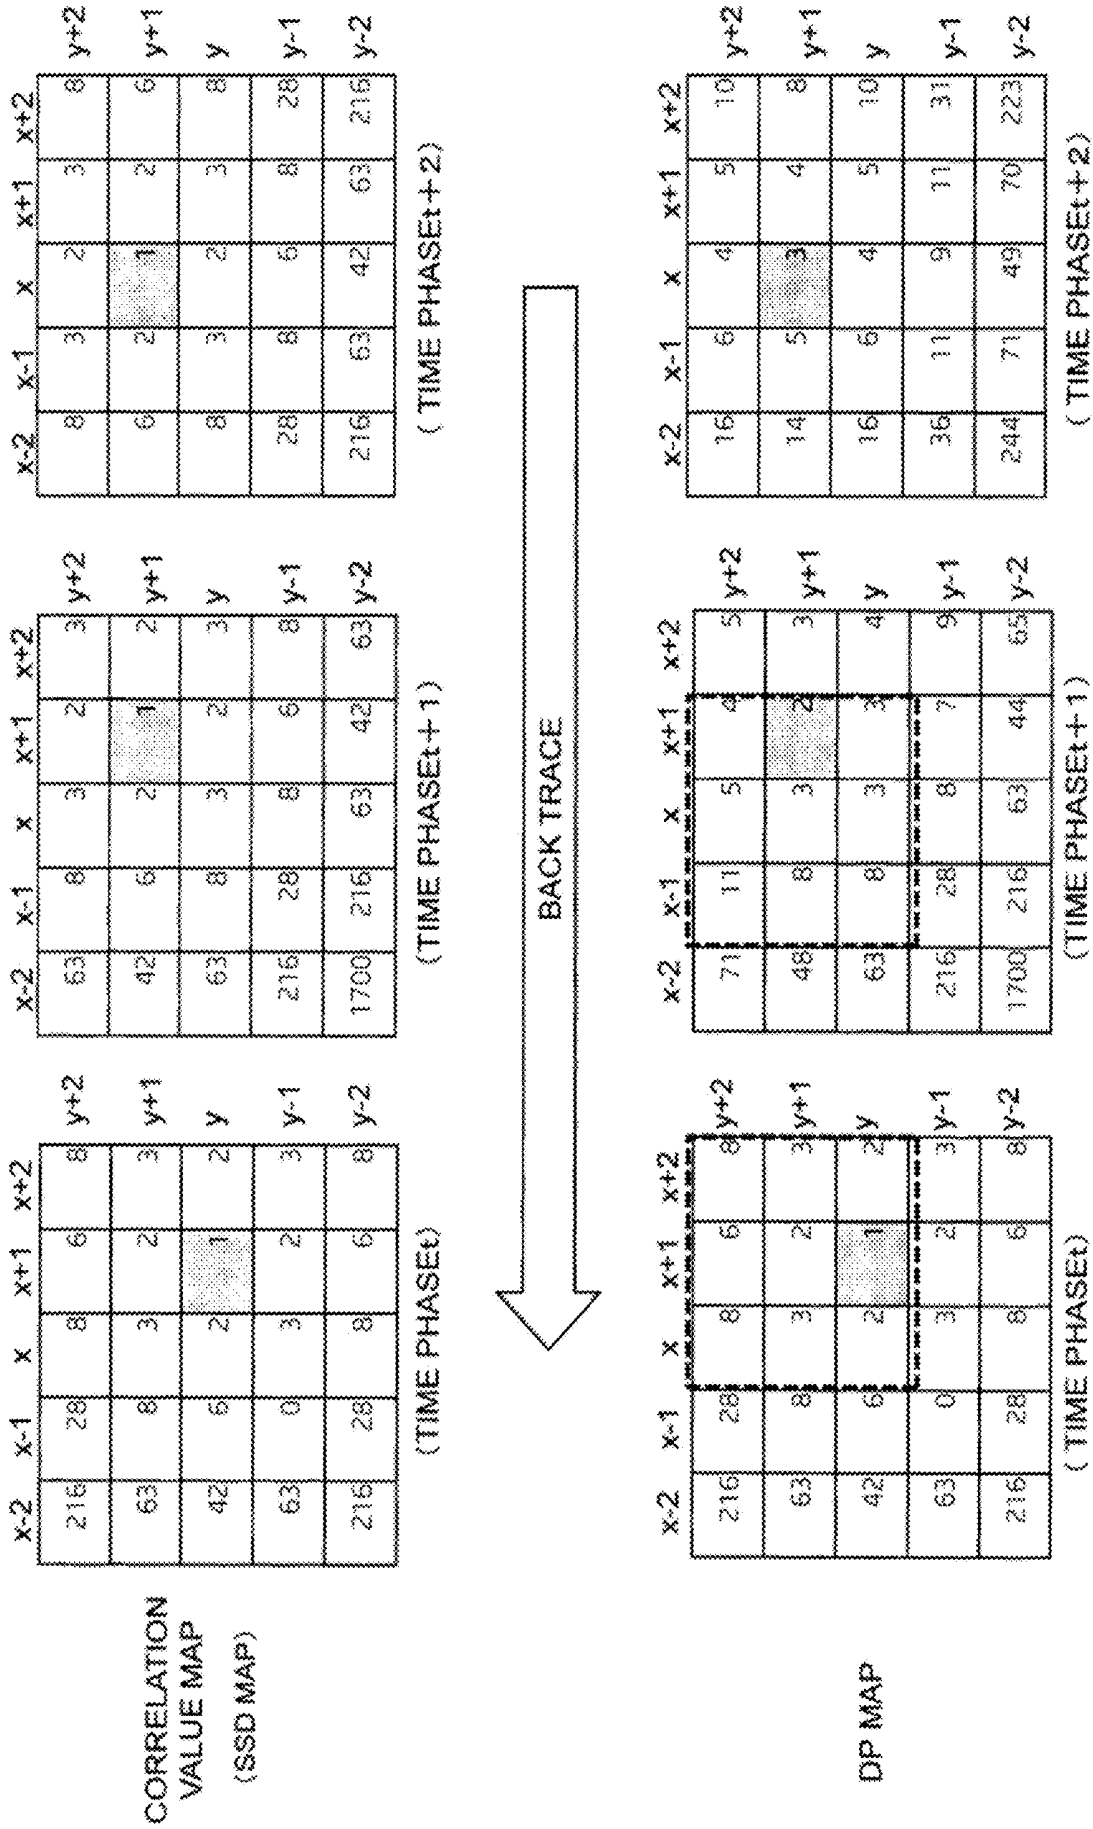 CORRELATION
VALUE MAP
(SSD MAP)
x-2 x-1 x x+1 x+2
216 28 8 6 8 y+2
63 8 3 2 3 y+1
42 6 2 1 2 y
63 0 3 2 3 y-1
216 28 8 6 8 y-2
(TIME PHASEt)
x-2 x-1 x x+1 x+2
63 8 3 2 3 y+2
42 6 2 1 2 y+1
63 8 3 2 3 y
216 28 8 6 8 y-1
1700 216 63 42 63 y-2
(TIME PHASEt+1)
x-2 x-1 x x+1 x+2
8 3 2 3 8 y+2
6 2 1 2 6 y+1
8 3 2 3 8 y
28 8 6 8 28 y-1
216 63 42 63 216 y-2
( TIME PHASEt+2)
BACK TRACE
DP MAP
x-2 x-1 x x+1 x+2
216 28 8 6 8 y+2
63 8 3 2 3 y+1
42 6 2 1 2 y
63 0 3 2 3 y-1
216 28 8 6 8 y-2
( TIME PHASEt)
x-2 x-1 x x+1 x+2
71 11 5 4 5 y+2
48 8 3 2 3 y+1
63 8 3 3 4 y
216 28 8 7 9 y-1
1700 216 63 44 65 y-2
(TIME PHASEt+1)
x-2 x-1 x x+1 x+2
16 6 4 5 10 y+2
14 5 3 4 8 y+1
16 6 4 5 10 y
36 11 9 11 31 y-1
244 71 49 70 223 y-2
( TIME PHASEt+2)